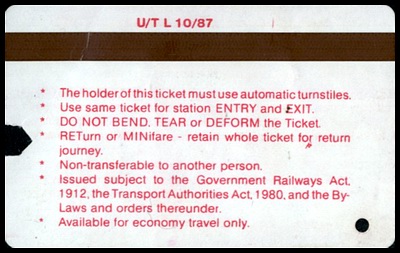 U/T L 10/87
* The holder of this ticket must use automatic turnstiles.
* Use same ticket for station ENTRY and EXIT.
* DO NOT BEND, TEAR or DEFORM the Ticket.
* RETurn or MINifare - retain whole ticket for return
journey.
* Non-transferable to another person.
* Issued subject to the Government Railways Act,
1912, the Transport Authorities Act, 1980, and the By-
Laws and orders thereunder.
* Available for economy travel only.